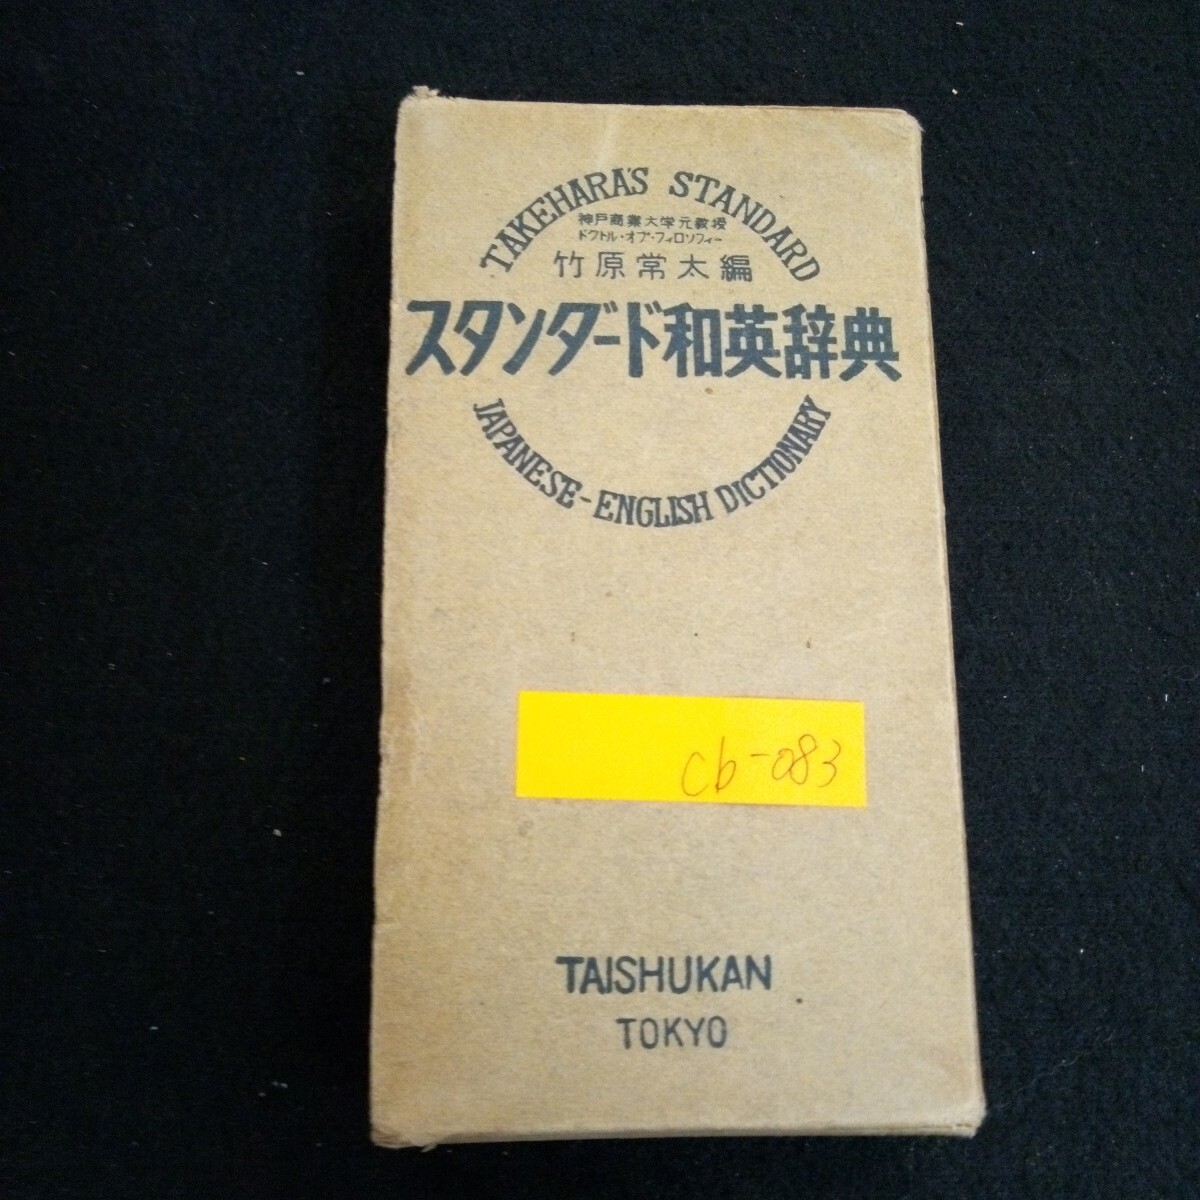 TAKEHARA'S STANDARD
神戸商業大学元教授
ドクトル・オブ・フィロソフィー
竹原常太編
スタンダード和英辞典
JAPANESE-ENGLISH DICTIONARY
cb-083
TAISHUKAN
TOKYO